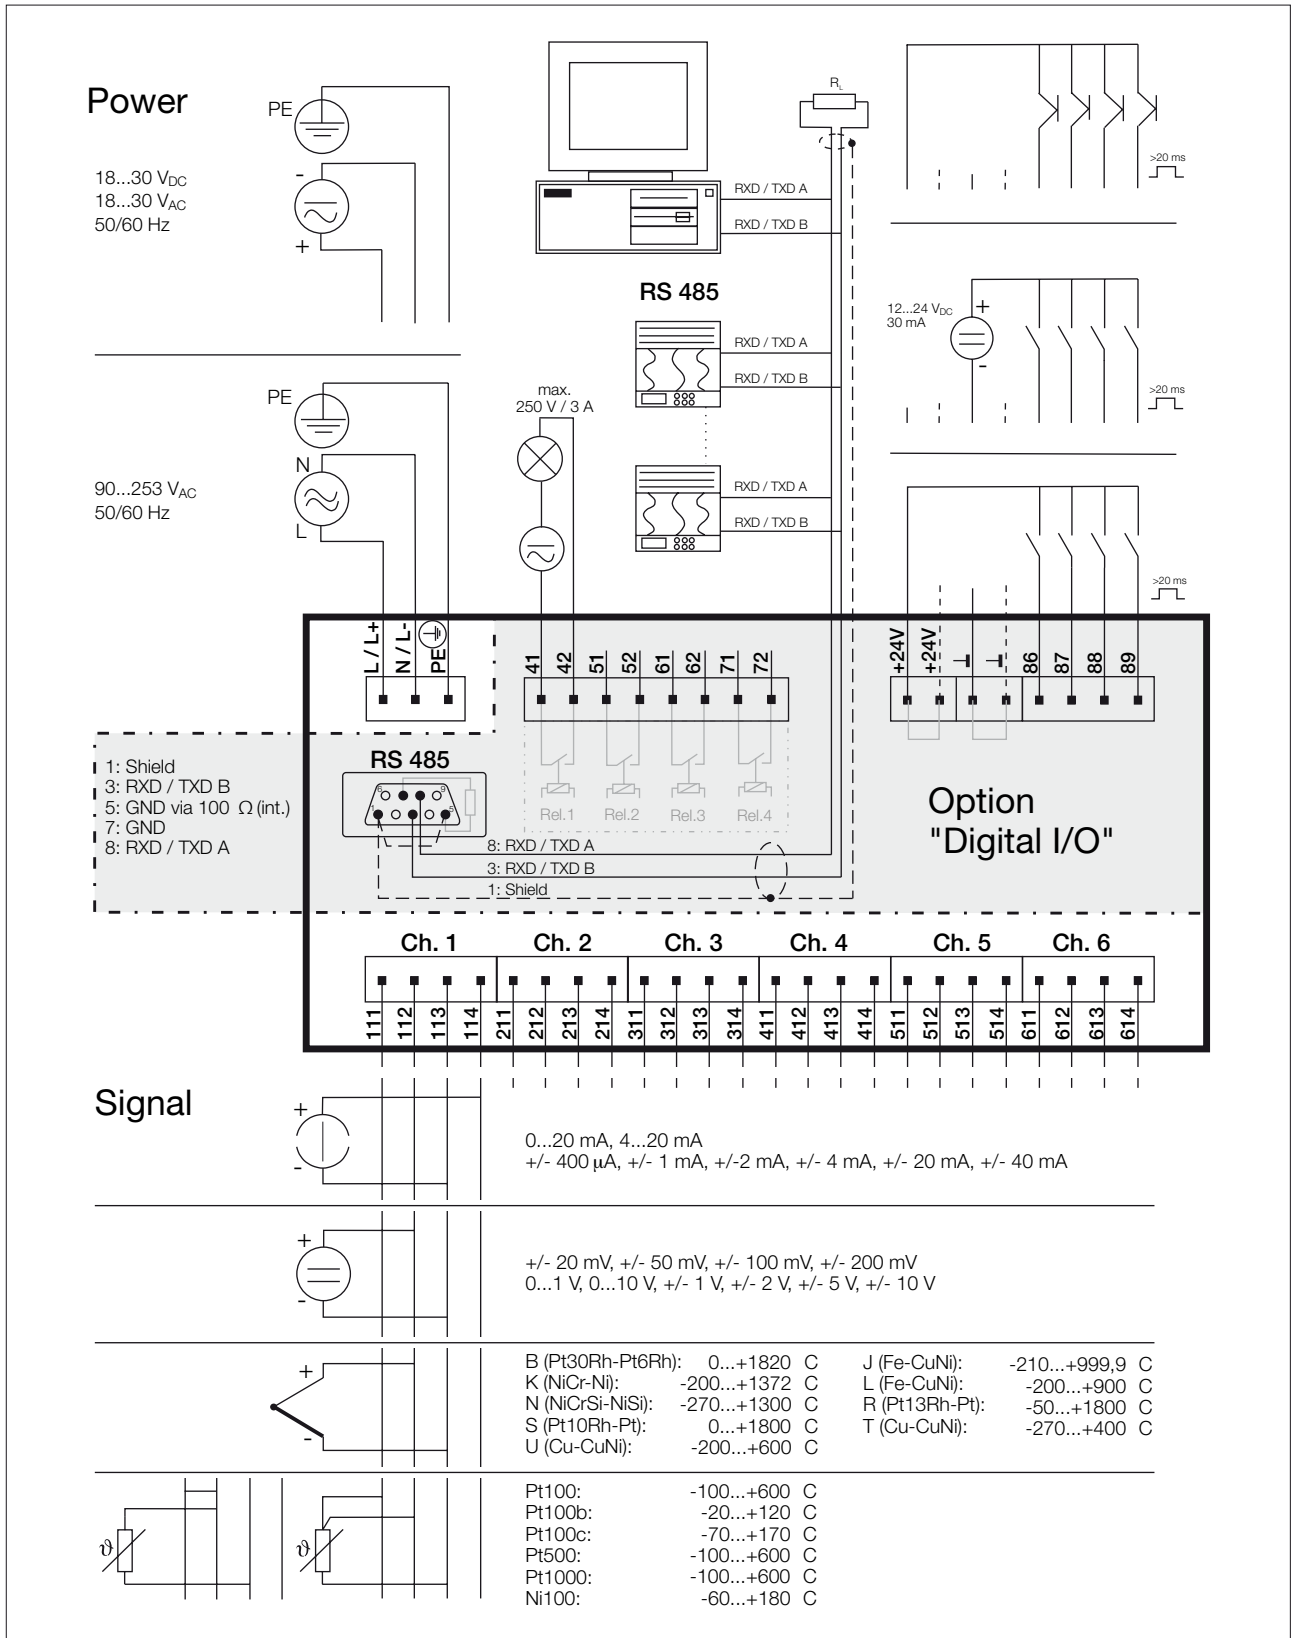 Power
PE
18...30 VDC
18...30 VAC
50/60 Hz
-
+
PE
N
L
90...253 VAC
50/60 Hz
RL
RXD / TXD A
RXD / TXD B
RS 485
RXD / TXD A
RXD / TXD B
max.
250 V / 3 A
RXD / TXD A
RXD / TXD B
>20 ms
12...24 VDC
30 mA
+
-
>20 ms
>20 ms
L / L+
N / L-
PE
41
42
51
52
61
62
71
72
+24V
+24V
86
87
88
89
RS 485
6
9
1
5
1: Shield
3: RXD / TXD B
5: GND via 100 Ω (int.)
7: GND
8: RXD / TXD A
Rel.1
Rel.2
Rel.3
Rel.4
Option
"Digital I/O"
8: RXD / TXD A
3: RXD / TXD B
1: Shield
Ch. 1
Ch. 2
Ch. 3
Ch. 4
Ch. 5
Ch. 6
111
112
113
114
211
212
213
214
311
312
313
314
411
412
413
414
511
512
513
514
611
612
613
614
Signal
+
-
0...20 mA, 4...20 mA
+/- 400 µA, +/- 1 mA, +/-2 mA, +/- 4 mA, +/- 20 mA, +/- 40 mA
+
-
+/- 20 mV, +/- 50 mV, +/- 100 mV, +/- 200 mV
0...1 V, 0...10 V, +/- 1 V, +/- 2 V, +/- 5 V, +/- 10 V
+
-
B (Pt30Rh-Pt6Rh): 0...+1820 C J (Fe-CuNi): -210...+999,9 C
K (NiCr-Ni): -200...+1372 C L (Fe-CuNi): -200...+900 C
N (NiCrSi-NiSi): -270...+1300 C R (Pt13Rh-Pt): -50...+1800 C
S (Pt10Rh-Pt): 0...+1800 C T (Cu-CuNi): -270...+400 C
U (Cu-CuNi): -200...+600 C
ϑ
ϑ
Pt100: -100...+600 C
Pt100b: -20...+120 C
Pt100c: -70...+170 C
Pt500: -100...+600 C
Pt1000: -100...+600 C
Ni100: -60...+180 C